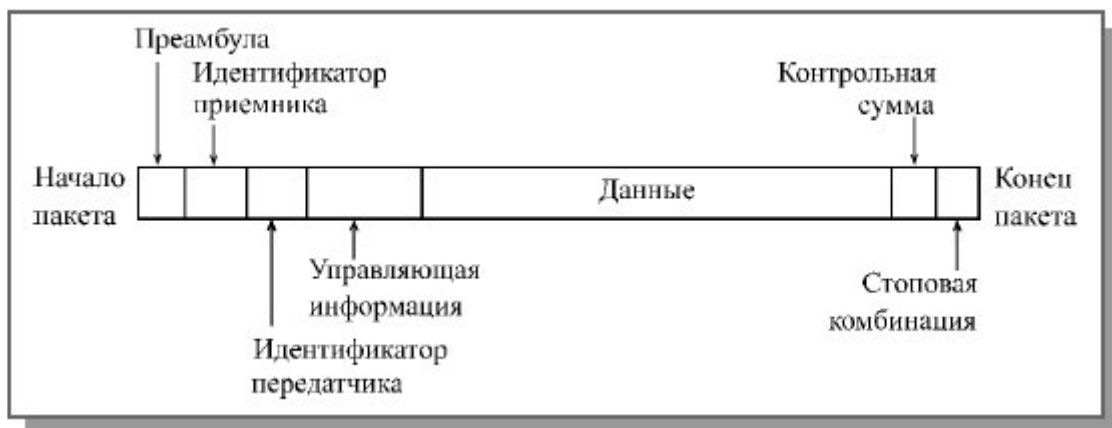 Преамбула
Идентификатор
приемника
Контрольная
сумма
Начало
пакета
Данные
Конец
пакета
Управляющая
информация
Стоповая
комбинация
Идентификатор
передатчика